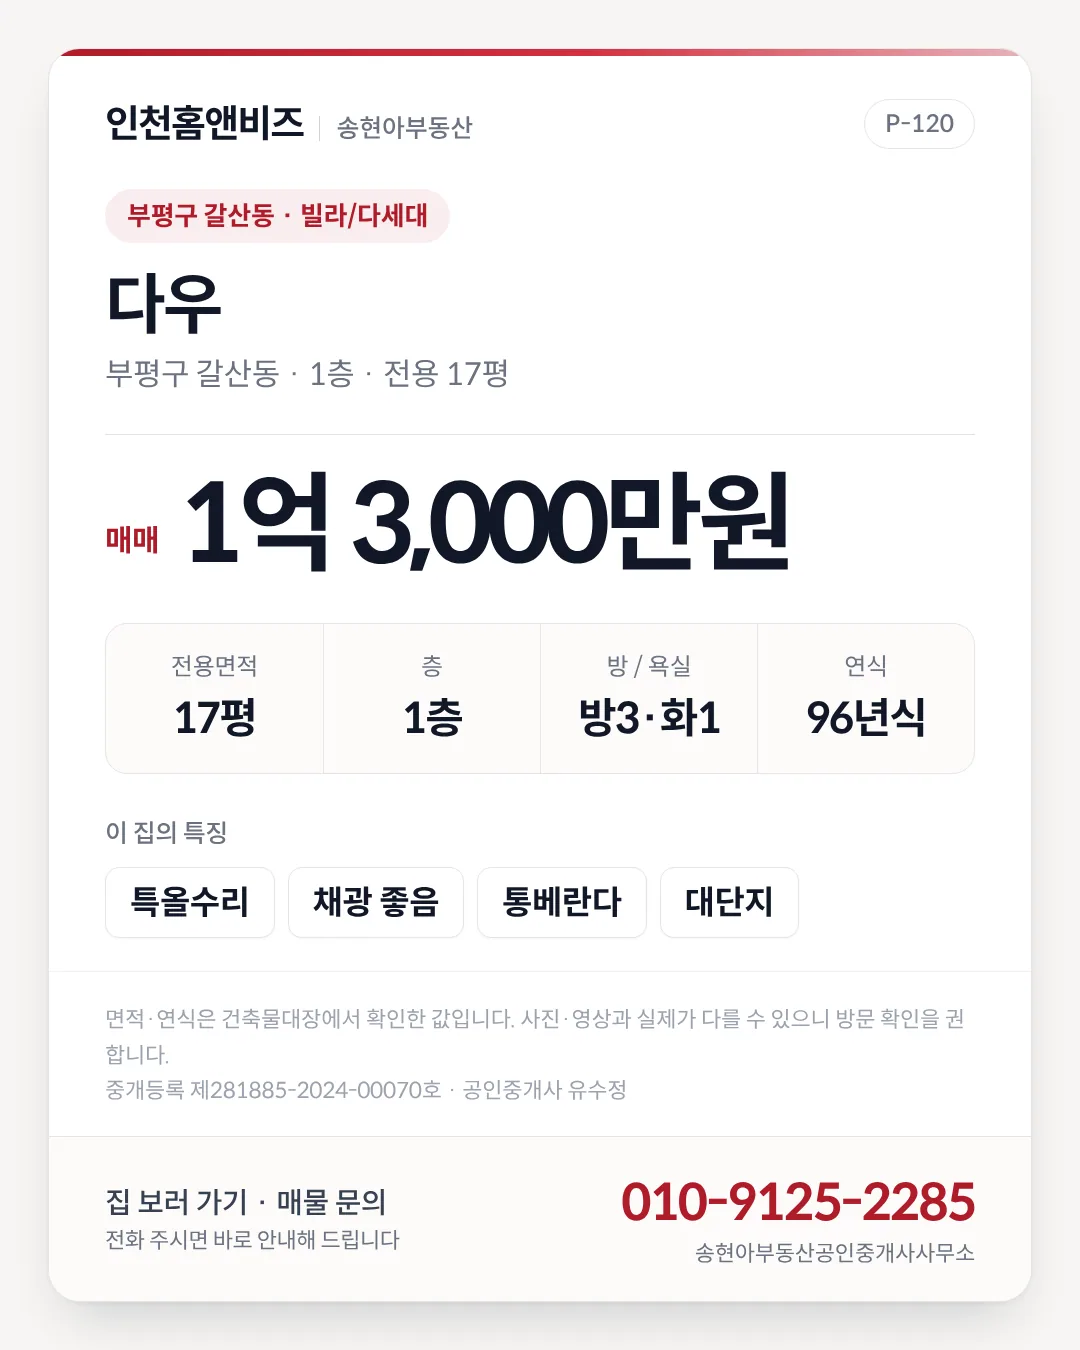 인천홈앤비즈 | 송현아부동산
P-120
부평구 갈산동 · 빌라/다세대
다우
부평구 갈산동 · 1층 · 전용 17평
매매 1억 3,000만원
전용면적 층 방 / 욕실 연식
17평 1층 방3·화1 96년식
이 집의 특징
특올수리 채광 좋음 통베란다 대단지
면적·연식은 건축물대장에서 확인한 값입니다. 사진·영상과 실제가 다를 수 있으니 방문 확인을 권
합니다.
중개등록 제281885-2024-00070호 · 공인중개사 유수정
집 보러 가기 · 매물 문의
전화 주시면 바로 안내해 드립니다
010-9125-2285
송현아부동산공인중개사사무소